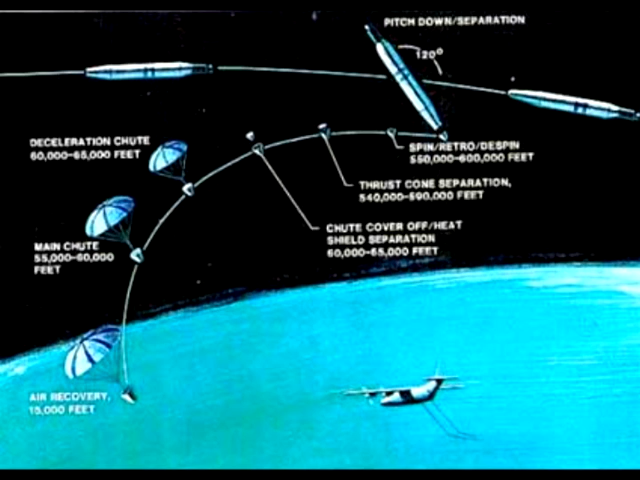 PITCH DOWN/SEPARATION
120°
DECELERATION CHUTE
60,000-65,000 FEET
SPIN/RETRO/DESPIN
550,000-600,000 FEET
THRUST CONE SEPARATION,
540,000-590,000 FEET
CHUTE COVER OFF/HEAT
SHIELD SEPARATION
60,000-65,000 FEET
MAIN CHUTE
55,000-60,000
FEET
AIR RECOVERY,
15,000 FEET